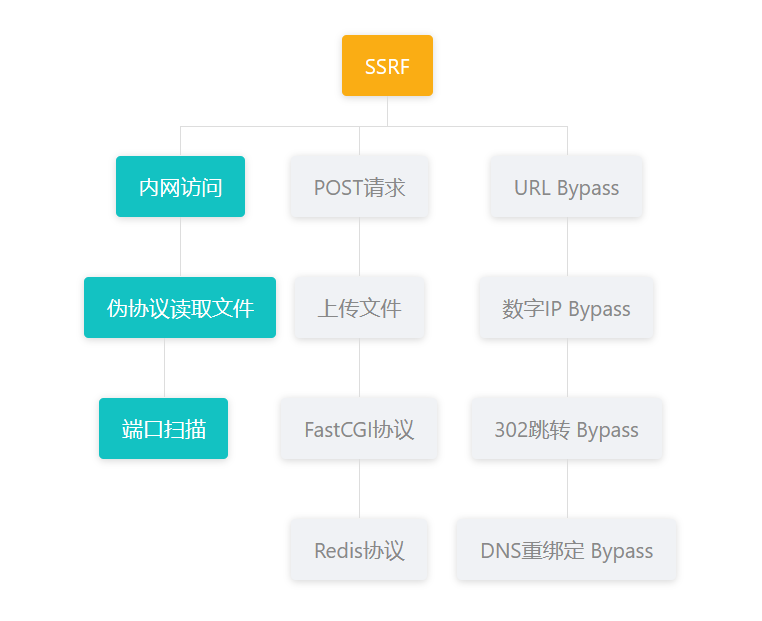 SSRF
内网访问
POST请求
URL Bypass
伪协议读取文件
上传文件
数字IP Bypass
端口扫描
FastCGI协议
302跳转 Bypass
Redis协议
DNS重绑定 Bypass